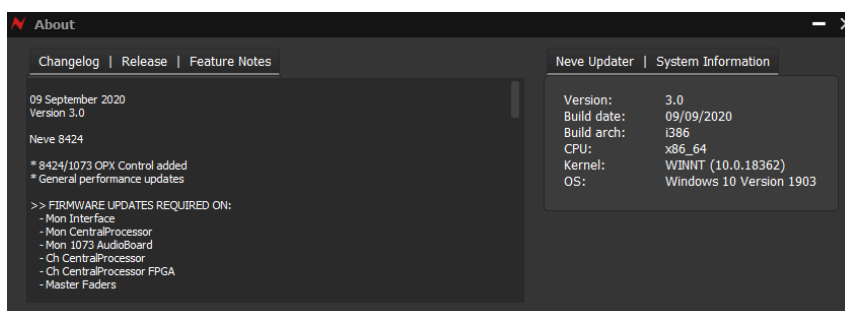 About
Changelog | Release | Feature Notes
09 September 2020
Version 3.0
Neve 8424
* 8424/1073 OPX Control added
* General performance updates
>> FIRMWARE UPDATES REQUIRED ON:
- Mon Interface
- Mon CentralProcessor
- Mon 1073 AudioBoard
- Ch CentralProcessor
- Ch CentralProcessor FPGA
- Master Faders
Neve Updater | System Information
Version: 3.0
Build date: 09/09/2020
Build arch: i386
CPU: x86_64
Kernel: WINNT (10.0.18362)
OS: Windows 10 Version 1903